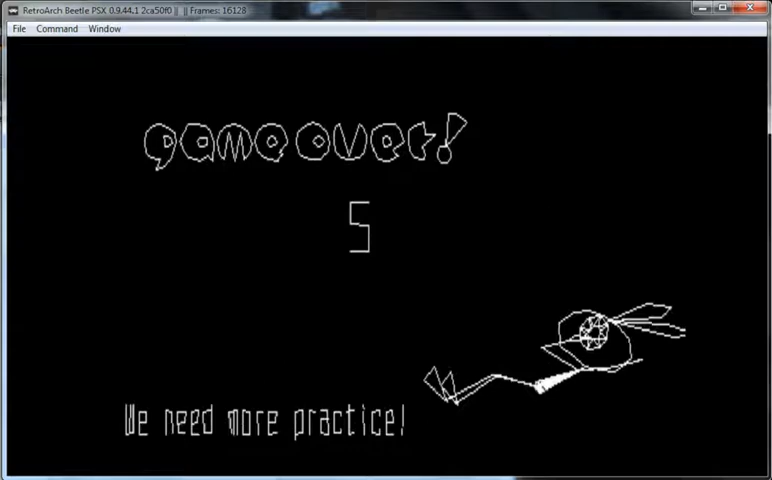 RetroArch Beetle PSX 0.9.44.1 2ca50f0 || || Frames: 16128
File Command Window
game over!
5
We need more practice!